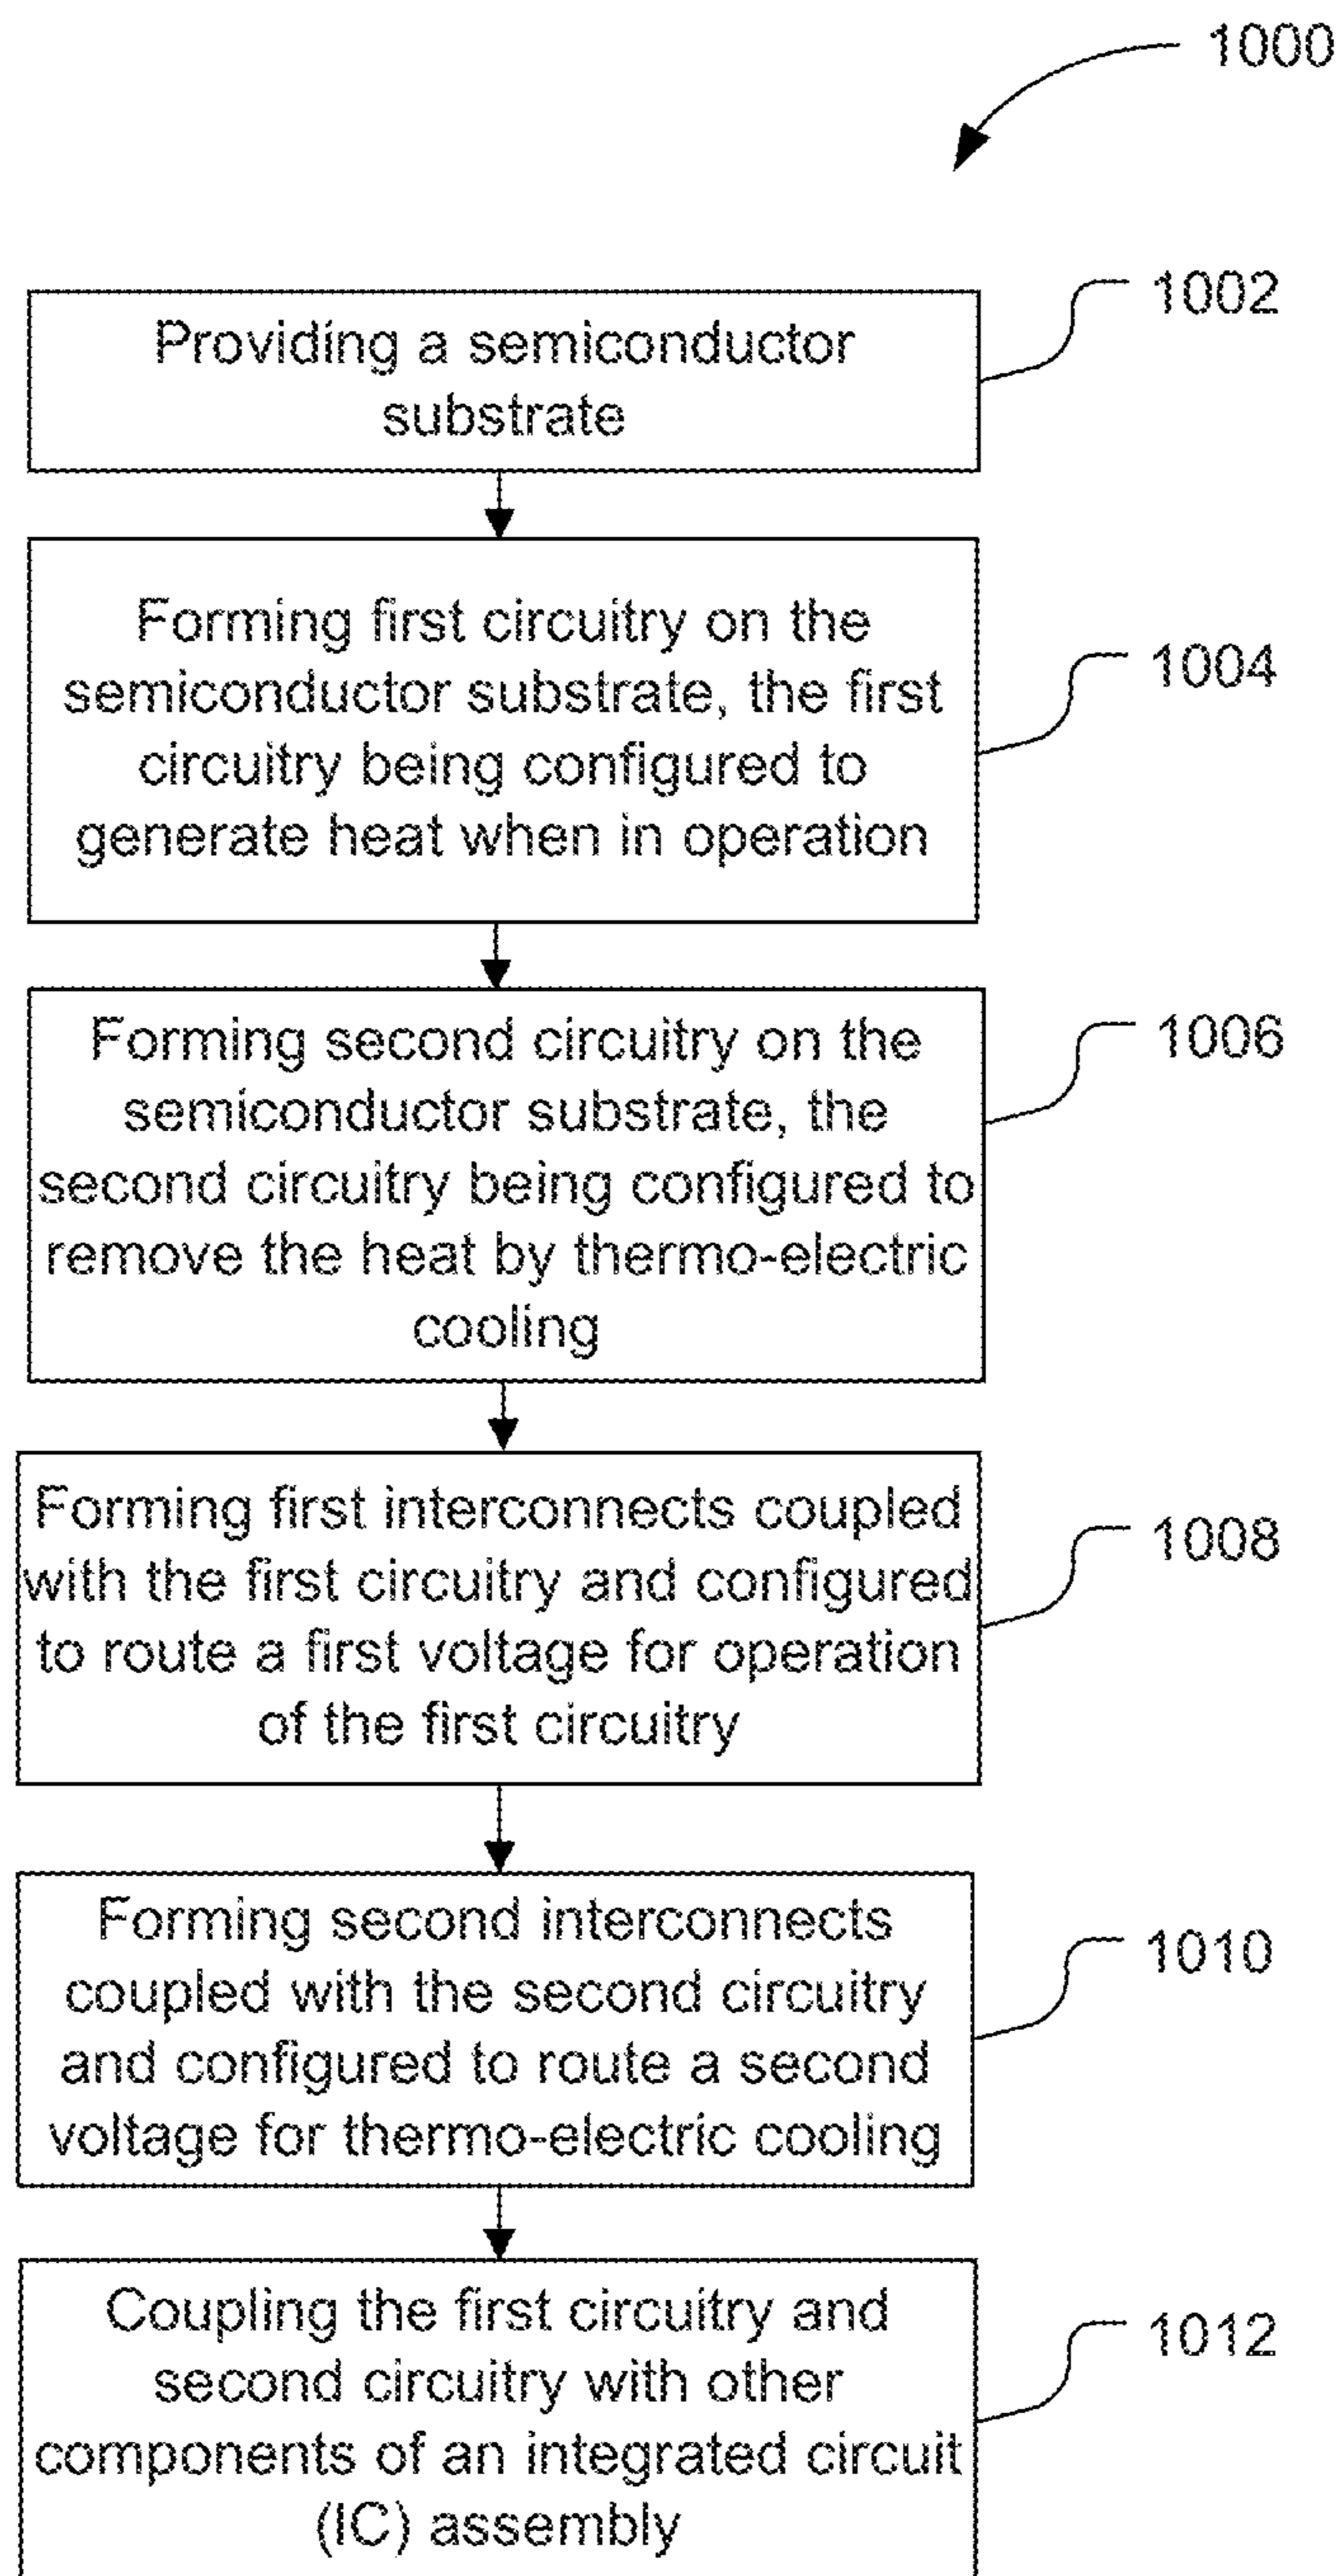 1000
1002
Providing a semiconductor
substrate
Forming first circuitry on the
semiconductor substrate, the first
circuitry being configured to
generate heat when in operation
1004
Forming second circuitry on the
semiconductor substrate, the
second circuitry being configured to
remove the heat by thermo-electric
cooling
1006
Forming first interconnects coupled
with the first circuitry and configured
to route a first voltage for operation
of the first circuitry
1008
Forming second interconnects
coupled with the second circuitry
and configured to route a second
voltage for thermo-electric cooling
1010
Coupling the first circuitry and
second circuitry with other
components of an integrated circuit
(IC) assembly
1012